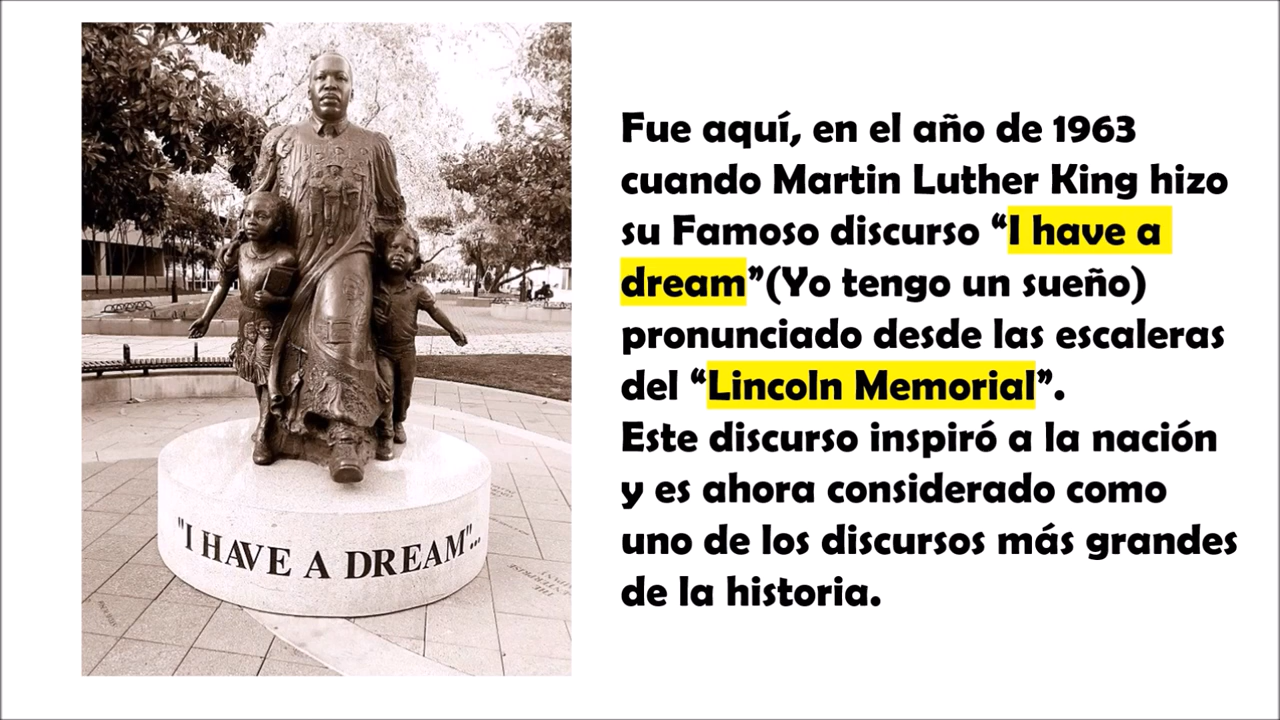 Fue aquí, en el año de 1963
cuando Martin Luther King hizo
su Famoso discurso “I have a
dream”(Yo tengo un sueño)
pronunciado desde las escaleras
del “Lincoln Memorial”.
Este discurso inspiró a la nación
y es ahora considerado como
uno de los discursos más grandes
de la historia.
"I HAVE A DREAM"...